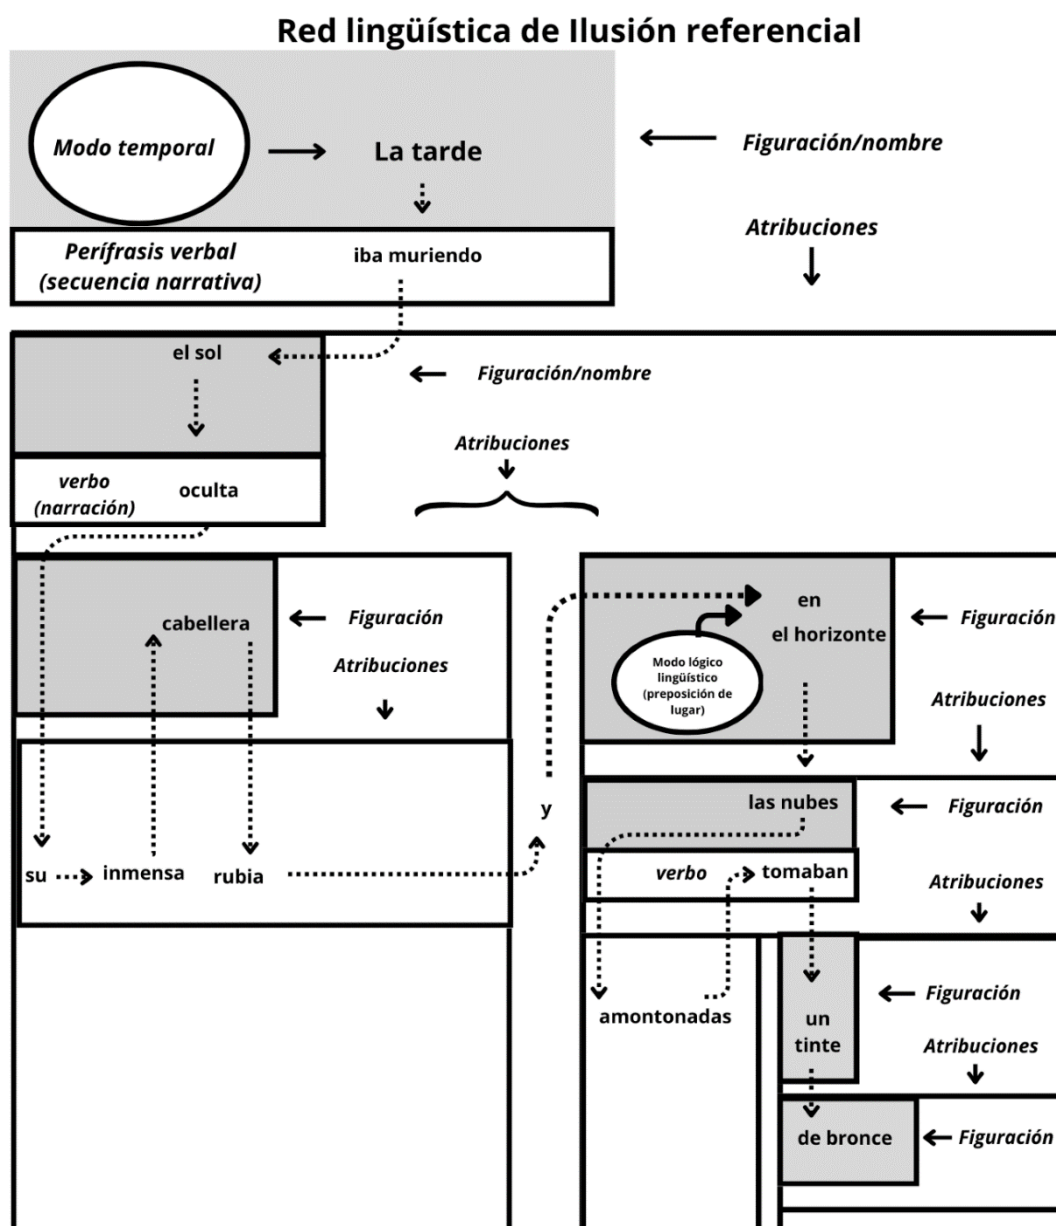 Red lingüística de Ilusión referencial
Modo temporal
La tarde
Figuración/nombre
Atribuciones
Perífrasis verbal
(secuencia narrativa)
iba muriendo
el sol
Figuración/nombre
Atribuciones
verbo
(narración)
oculta
cabellera
Figuración
Atribuciones
su
inmensa
rubia
y
en
el horizonte
Modo lógico
lingüístico
(preposición de
lugar)
Figuración
Atribuciones
las nubes
Figuración
verbo
tomaban
Atribuciones
amontonadas
un
tinte
Figuración
Atribuciones
de bronce
Figuración